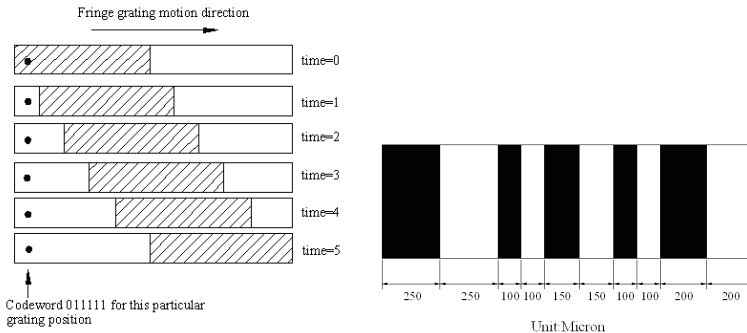 Fringe grating motion direction
time=0
time=1
time=2
time=3
time=4
time=5
Codeword 011111 for this particular
grating position
250 250 100 100 150 150 100 100 200 200
Unit:Micron